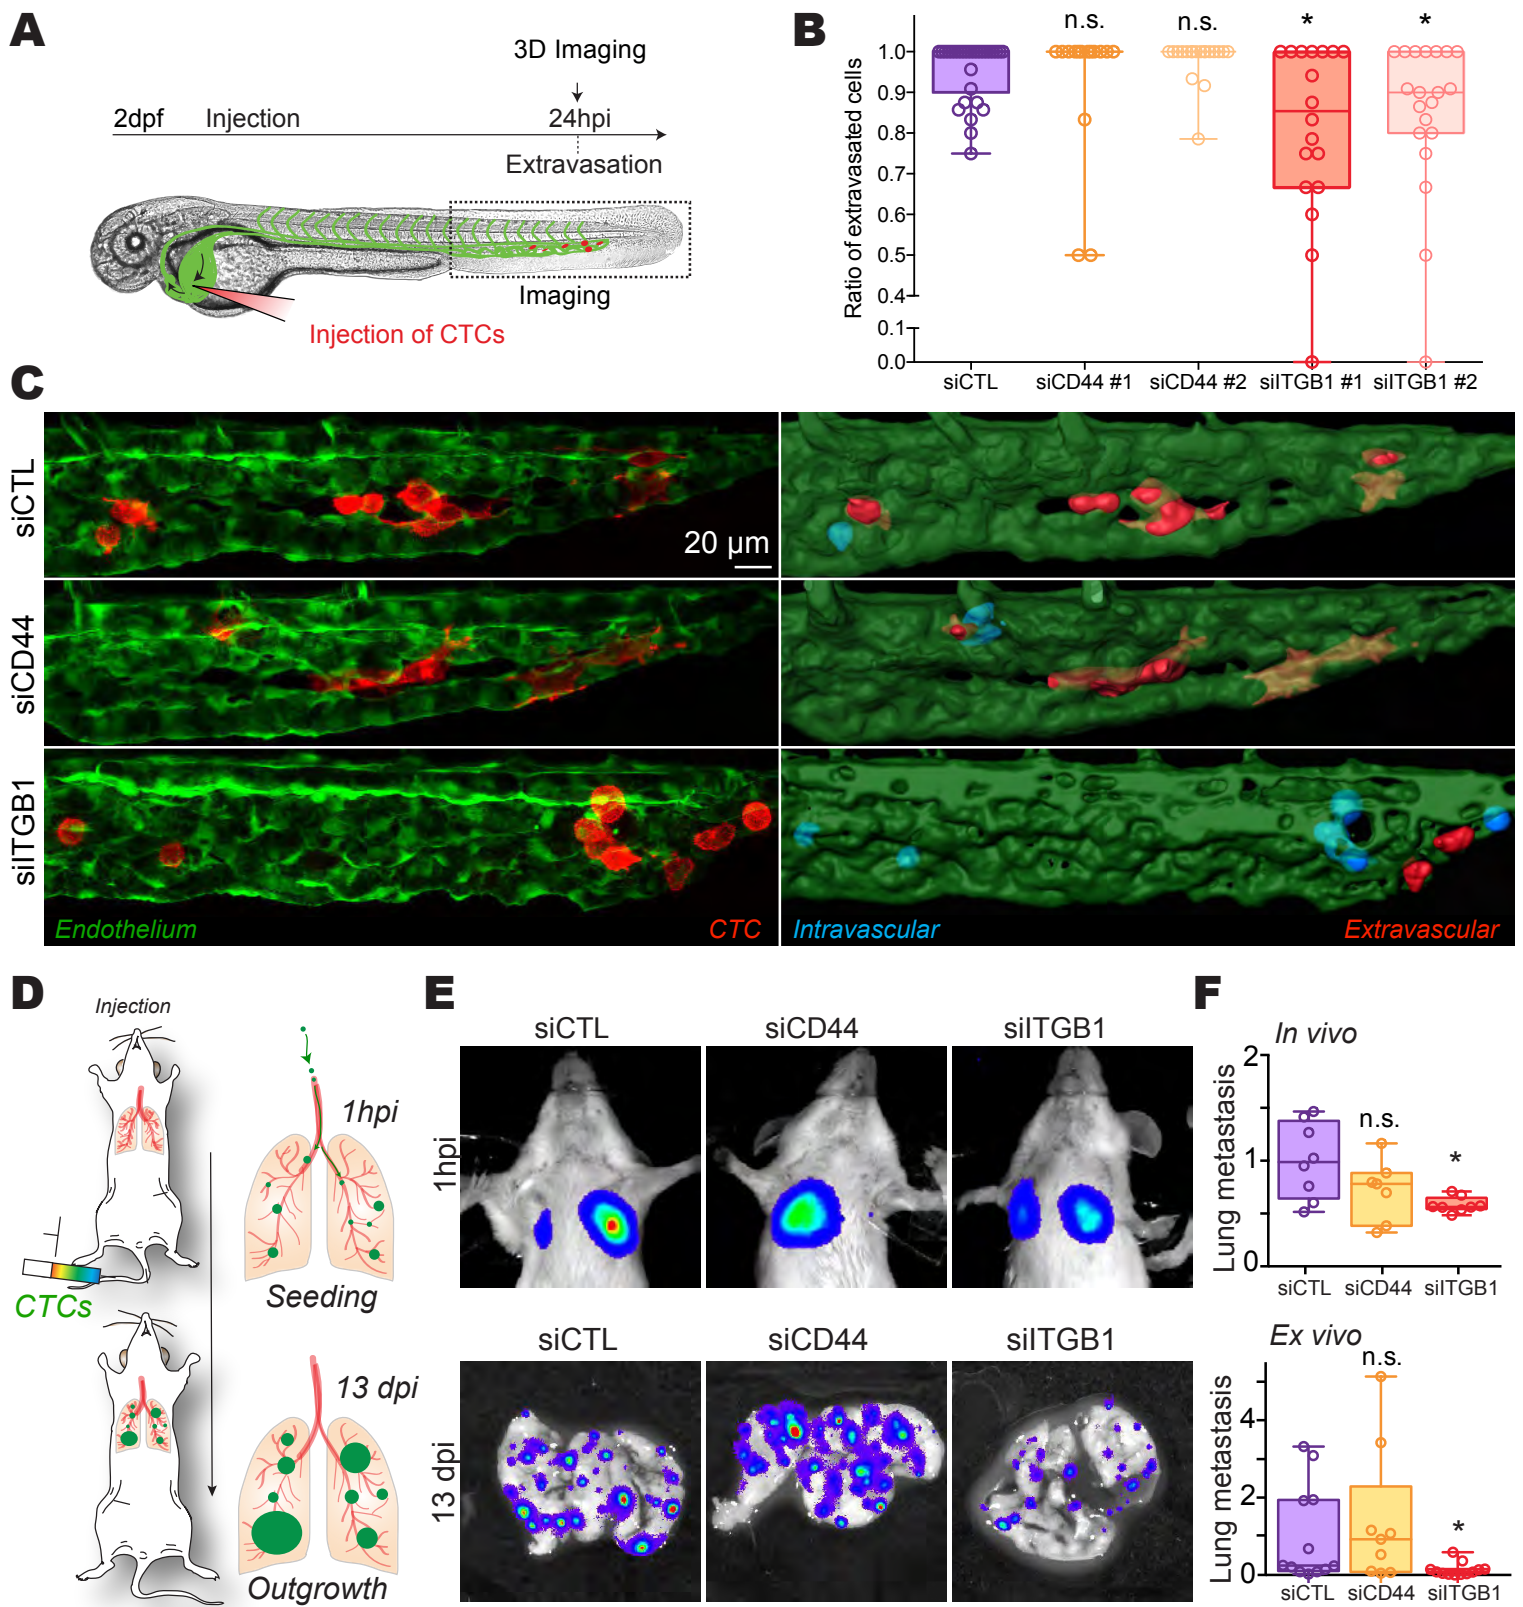 A
3D Imaging
2dpf
Injection
24hpi
Extravasation
Imaging
Injection of CTCs
B
n.s.
n.s.
*
*
Ratio of extravasated cells
1.0
0.9
0.8
0.7
0.6
0.5
0.4
0.1
0.0
siCTL
siCD44 #1
siCD44 #2
siITGB1 #1
siITGB1 #2
C
siCTL
20 µm
siCD44
siITGB1
Endothelium
CTC
Intravascular
Extravascular
D
Injection
1hpi
Seeding
CTCs
13 dpi
Outgrowth
E
siCTL
siCD44
siITGB1
1hpi
siCTL
siCD44
siITGB1
13 dpi
F
In vivo
Lung metastasis
2
1
0
n.s.
*
siCTL
siCD44
siITGB1
Ex vivo
Lung metastasis
4
2
0
n.s.
*
siCTL
siCD44
siITGB1